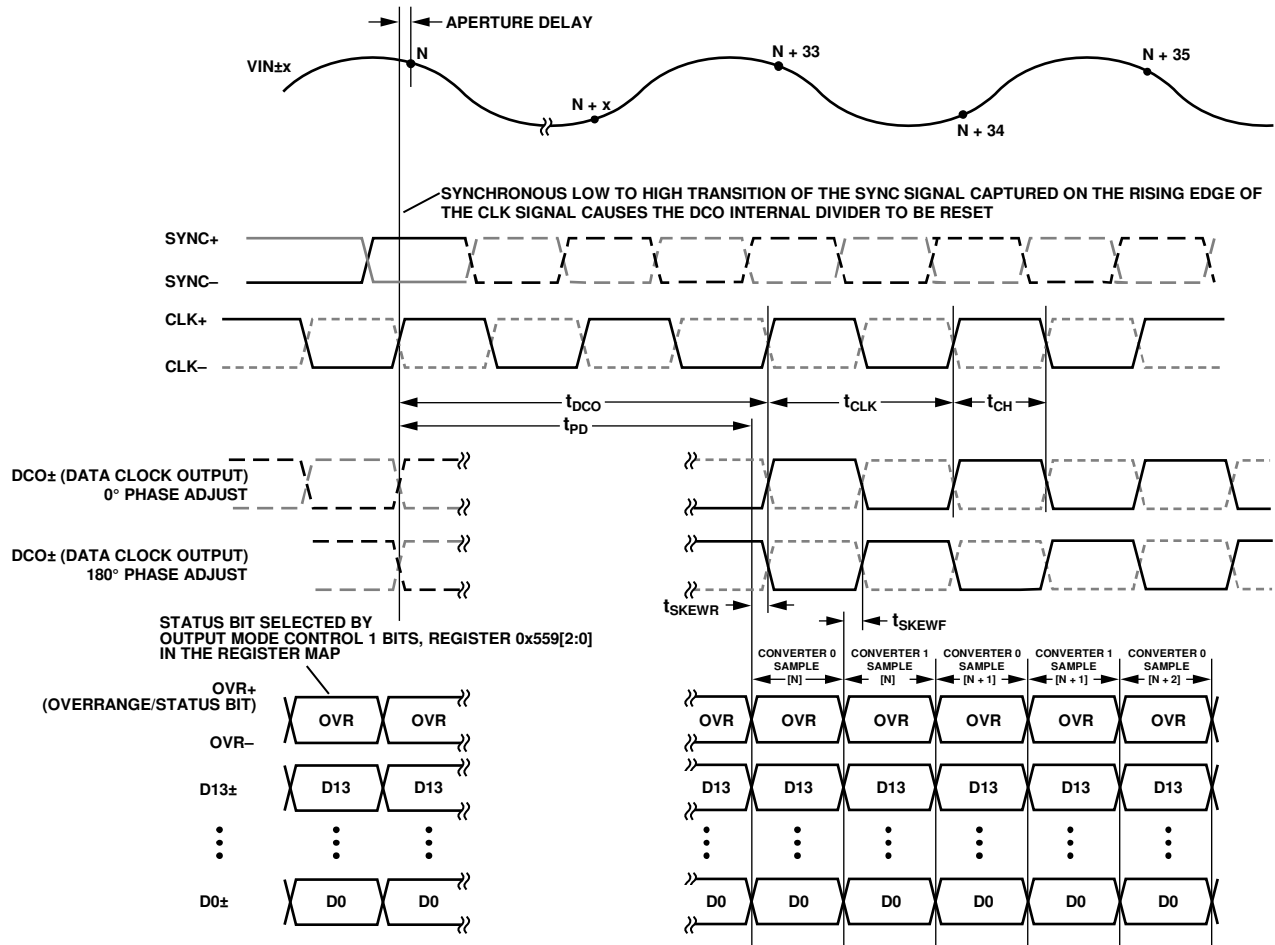 APERTURE DELAY
VIN±x
N
N + x
N + 33
N + 34
N + 35
SYNCHRONOUS LOW TO HIGH TRANSITION OF THE SYNC SIGNAL CAPTURED ON THE RISING EDGE OF
THE CLK SIGNAL CAUSES THE DCO INTERNAL DIVIDER TO BE RESET
SYNC+
SYNC–
CLK+
CLK–
tDCO
tCLK
tCH
tPD
DCO± (DATA CLOCK OUTPUT)
0° PHASE ADJUST
DCO± (DATA CLOCK OUTPUT)
180° PHASE ADJUST
tSKEWR
tSKEWF
STATUS BIT SELECTED BY
OUTPUT MODE CONTROL 1 BITS, REGISTER 0x559[2:0]
IN THE REGISTER MAP
CONVERTER 0
SAMPLE
[N]
CONVERTER 1
SAMPLE
[N]
CONVERTER 0
SAMPLE
[N + 1]
CONVERTER 1
SAMPLE
[N + 1]
CONVERTER 0
SAMPLE
[N + 2]
OVR+
(OVERRANGE/STATUS BIT)
OVR–
OVR OVR OVR OVR OVR OVR OVR OVR
D13± D13 D13 D13 D13 D13 D13 D13 D13
D0± D0 D0 D0 D0 D0 D0 D0 D0